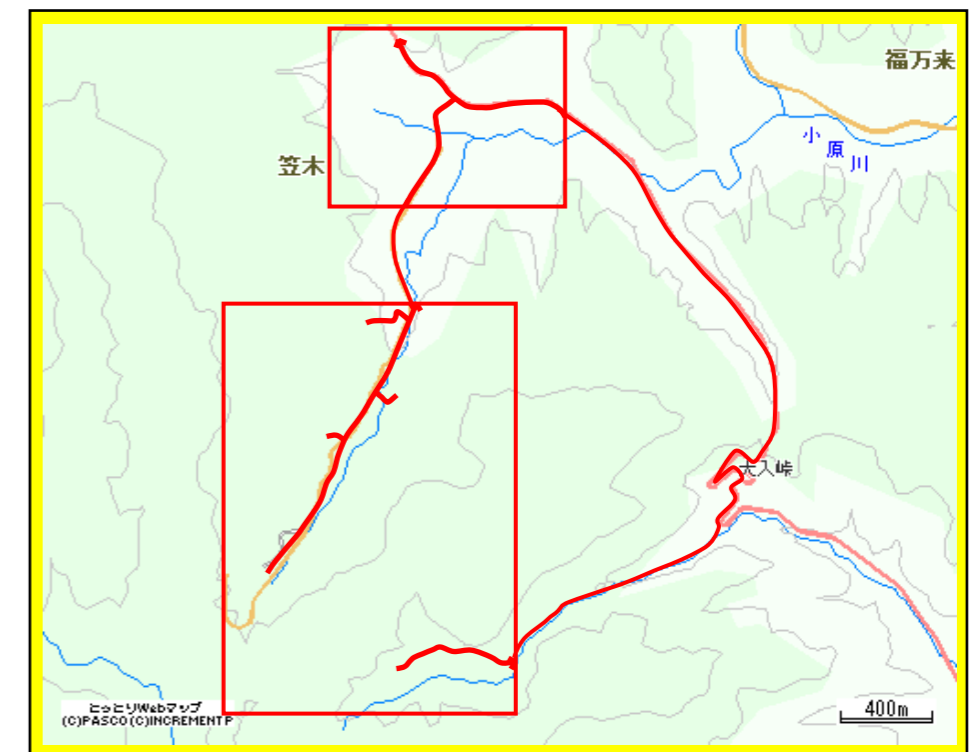 福万来
小原川
笠木
大入峠
とっとりWebマップ
(C)PASCO(C)INCREMENT P
400m